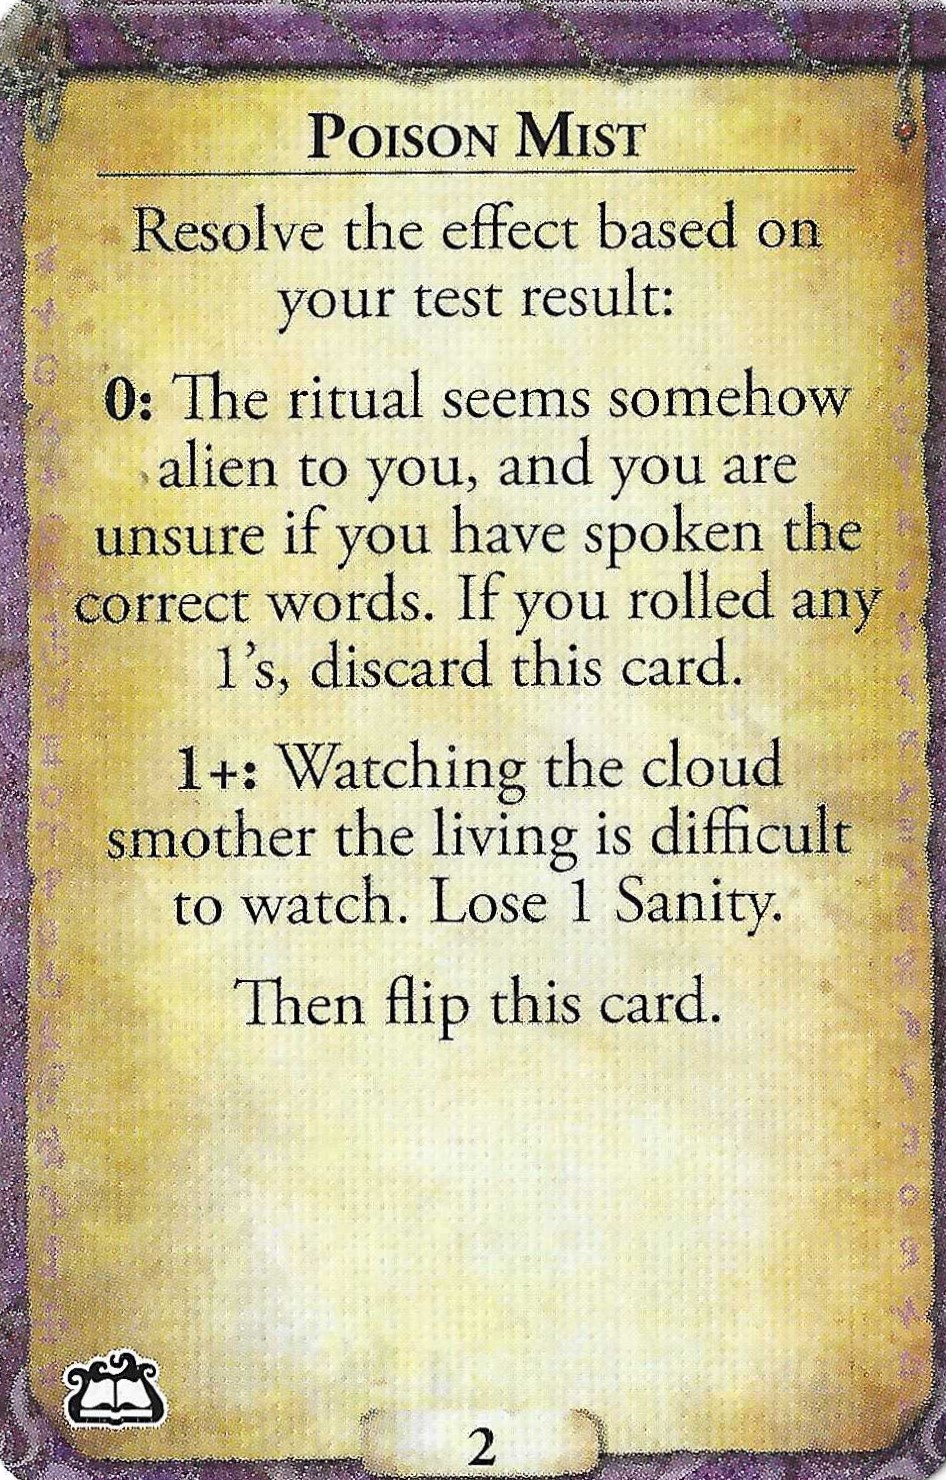 Poison Mist
Resolve the effect based on
your test result:
0: The ritual seems somehow
alien to you, and you are
unsure if you have spoken the
correct words. If you rolled any
1's, discard this card.
1+: Watching the cloud
smother the living is difficult
to watch. Lose 1 Sanity.
Then flip this card.
2